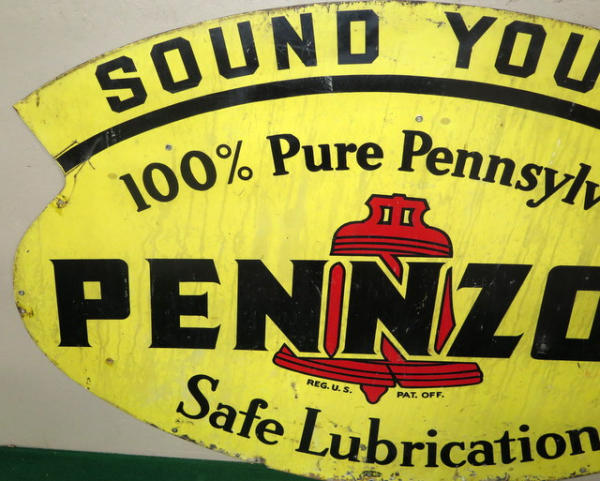 SOUND YOU
100% Pure Pennsylv
PENNZO
REG. U.S. PAT. OFF.
Safe Lubrication